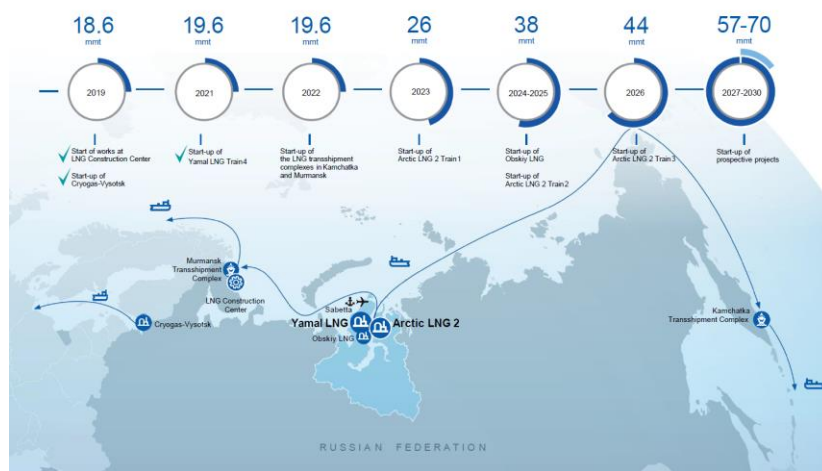 18.6
mmt
19.6
mmt
19.6
mmt
26
mmt
38
mmt
44
mmt
57-70
mmt
2019
2021
2022
2023
2024-2025
2026
2027-2030
Start of works at
LNG Construction Center
Start-up of
Cryogas-Vysotsk
Start-up of
Yamal LNG Train4
Start-up of
the LNG transshipment
complexes in Kamchatka
and Murmansk
Start-up of
Arctic LNG 2 Train1
Start-up of
Obskiy LNG
Start-up of
Arctic LNG 2 Train2
Start-up of
Arctic LNG 2 Train3
Start-up of
prospective projects
Murmansk
Transshipment
Complex
LNG Construction
Center
Cryogas-Vysotsk
Sabetta
Yamal LNG
Arctic LNG 2
Obskiy LNG
Kamchatka
Transshipment Complex
RUSSIAN FEDERATION